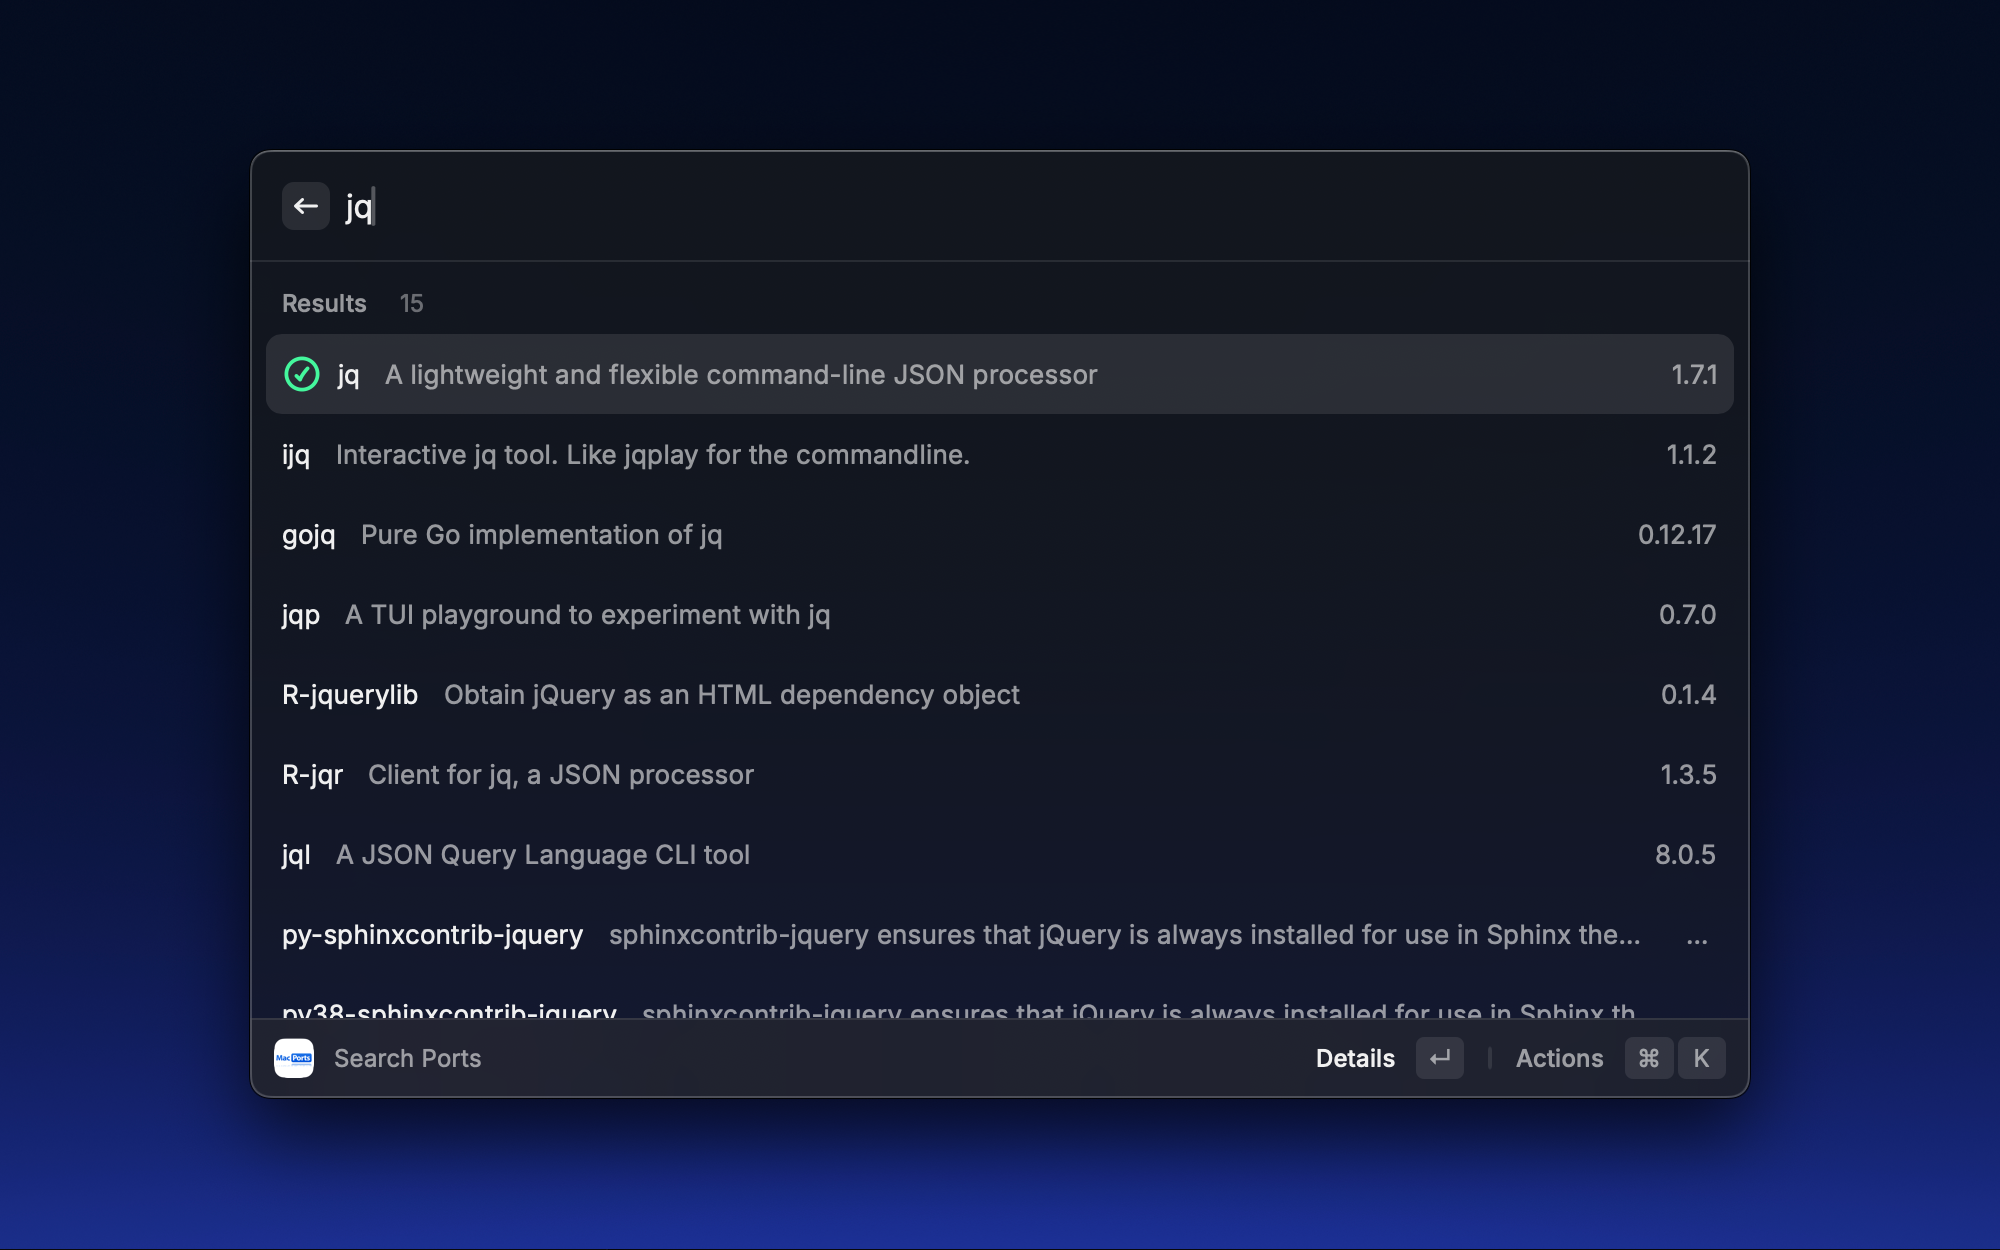 jq
Results 15
jq A lightweight and flexible command-line JSON processor 1.7.1
ijq Interactive jq tool. Like jqplay for the commandline. 1.1.2
gojq Pure Go implementation of jq 0.12.17
jqp A TUI playground to experiment with jq 0.7.0
R-jquerylib Obtain jQuery as an HTML dependency object 0.1.4
R-jqr Client for jq, a JSON processor 1.3.5
jql A JSON Query Language CLI tool 8.0.5
py-sphinxcontrib-jquery sphinxcontrib-jquery ensures that jQuery is always installed for use in Sphinx the... ...
py38-sphinxcontrib-jquery sphinxcontrib-jquery ensures that jQuery is always installed for use in Sphinx th
MacPorts Search Ports Details ↵ Actions ⌘ K